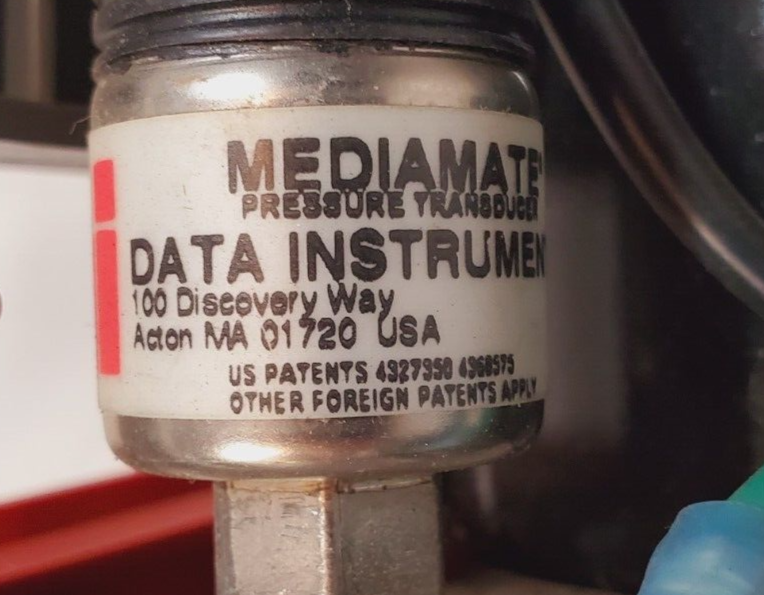 MEDIAMATE
PRESSURE TRANSDUCER
DATA INSTRUMEN
100 Discovery Way
Acton MA 01720 USA
US PATENTS 4327350 4368575
OTHER FOREIGN PATENTS APPLY